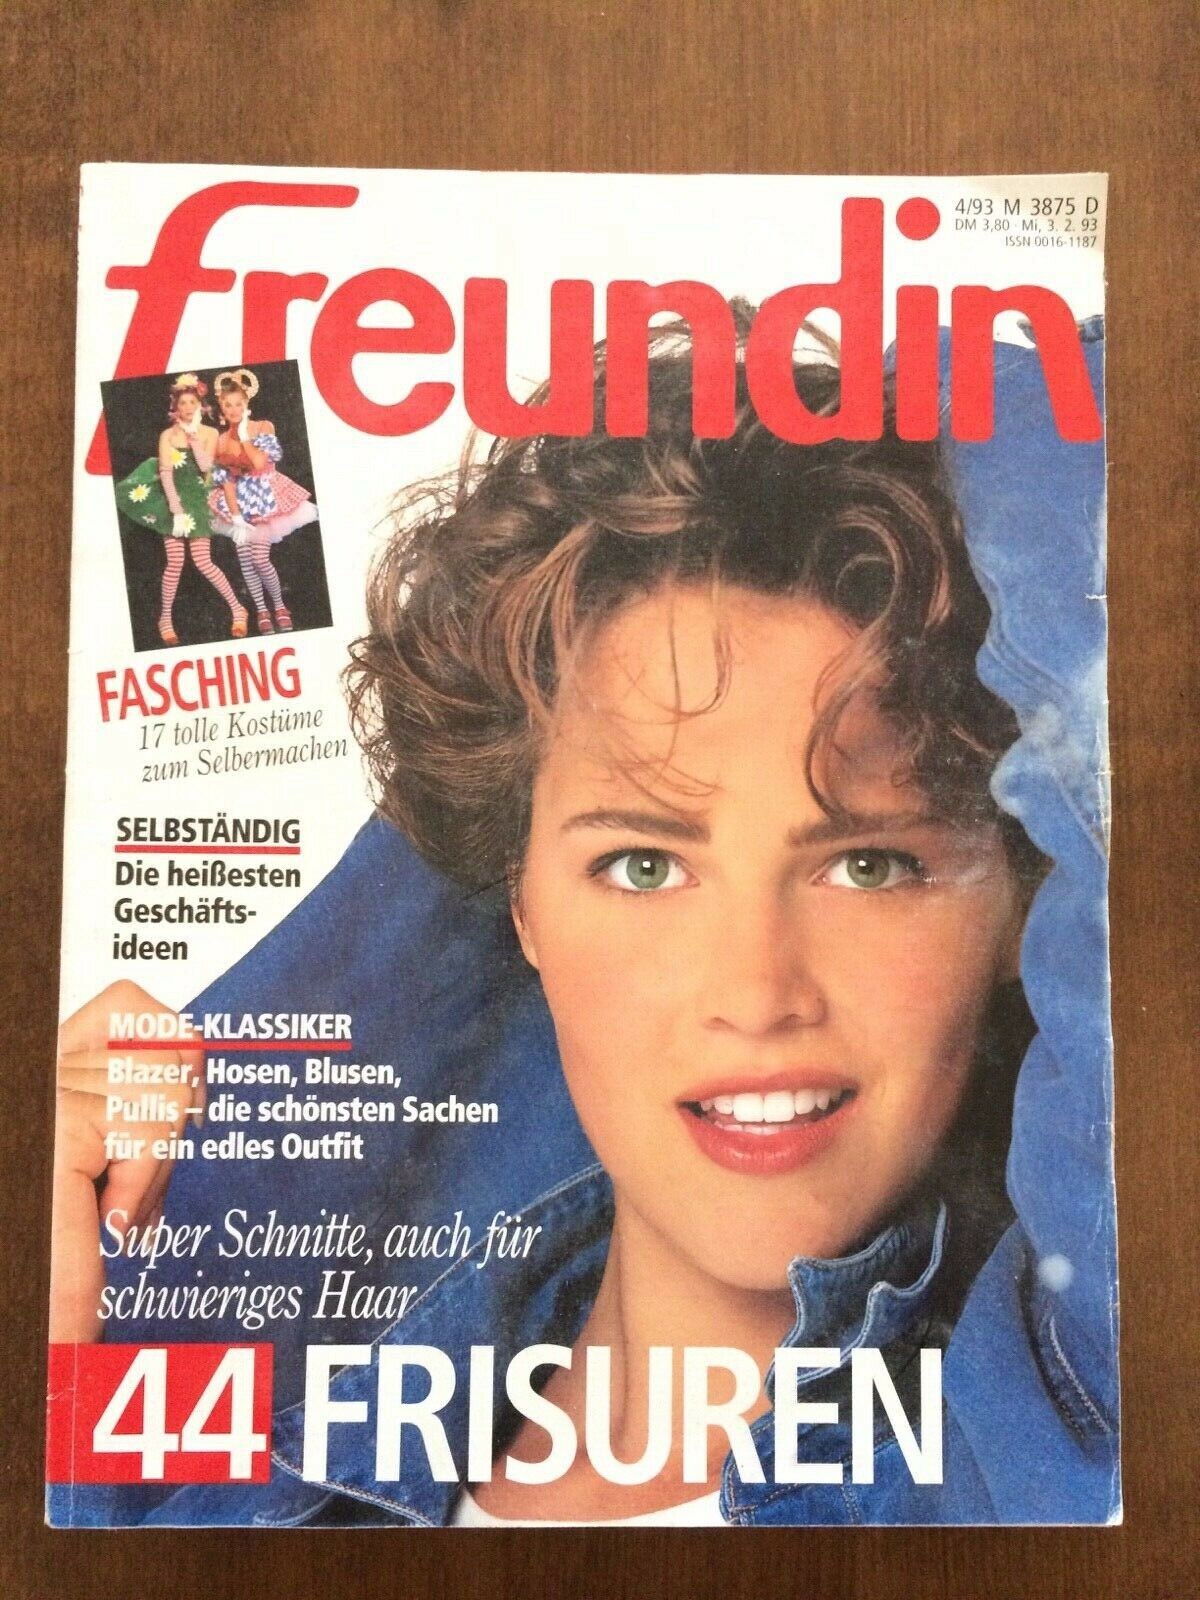 freundin
4/93 M 3875 D
DM 3,80 · Mi, 3. 2. 93
ISSN 0016-1187
FASCHING
17 tolle Kostüme
zum Selbermachen
SELBSTÄNDIG
Die heißesten
Geschäfts-
ideen
MODE-KLASSIKER
Blazer, Hosen, Blusen,
Pullis – die schönsten Sachen
für ein edles Outfit
Super Schnitte, auch für
schwieriges Haar
44 FRISUREN